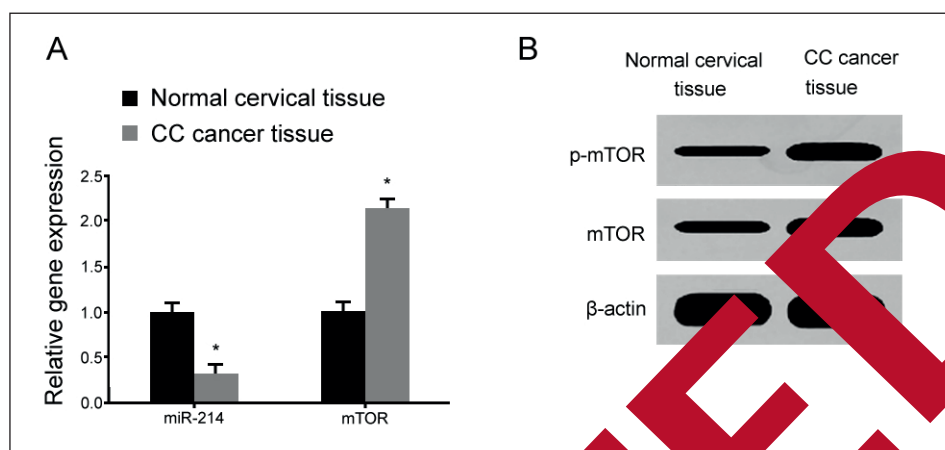 A
Normal cervical tissue
CC cancer tissue
Relative gene expression
2.5
2.0
1.5
1.0
0.5
0.0
*
*
miR-214
mTOR
B
Normal cervical
tissue
CC cancer
tissue
p-mTOR
mTOR
β-actin